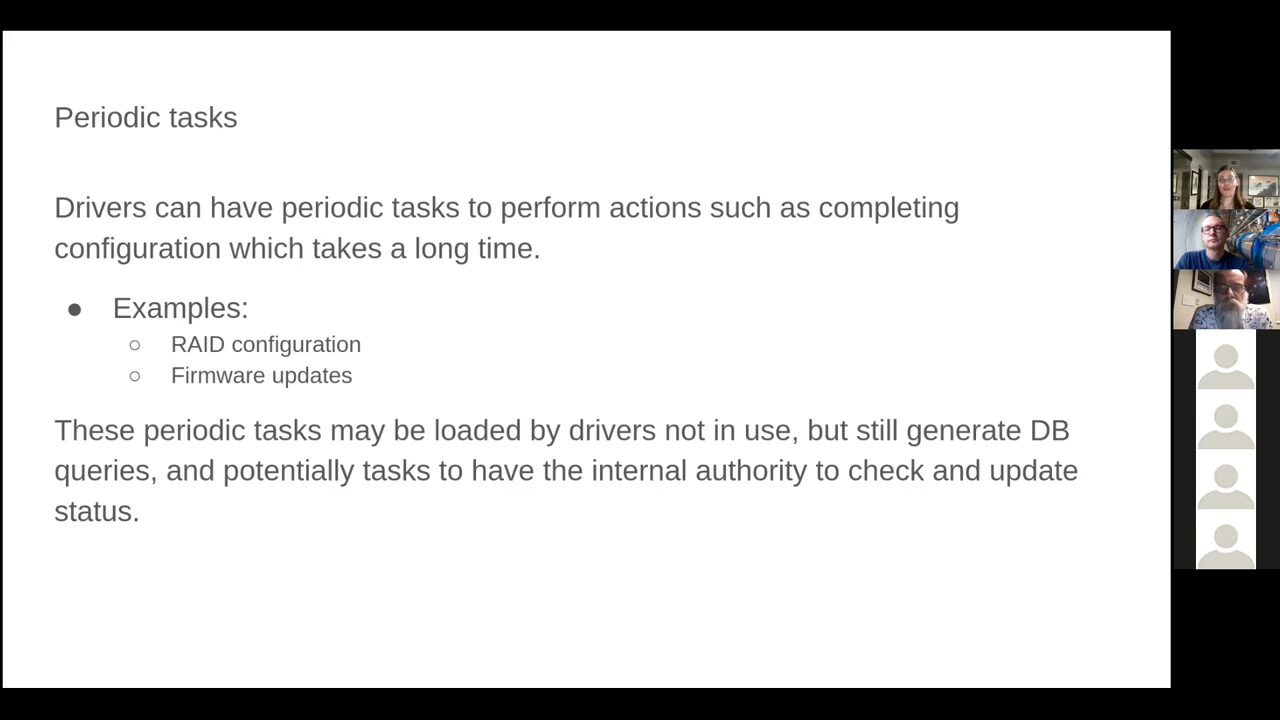 Periodic tasks
Drivers can have periodic tasks to perform actions such as completing
configuration which takes a long time.
● Examples:
○ RAID configuration
○ Firmware updates
These periodic tasks may be loaded by drivers not in use, but still generate DB
queries, and potentially tasks to have the internal authority to check and update
status.